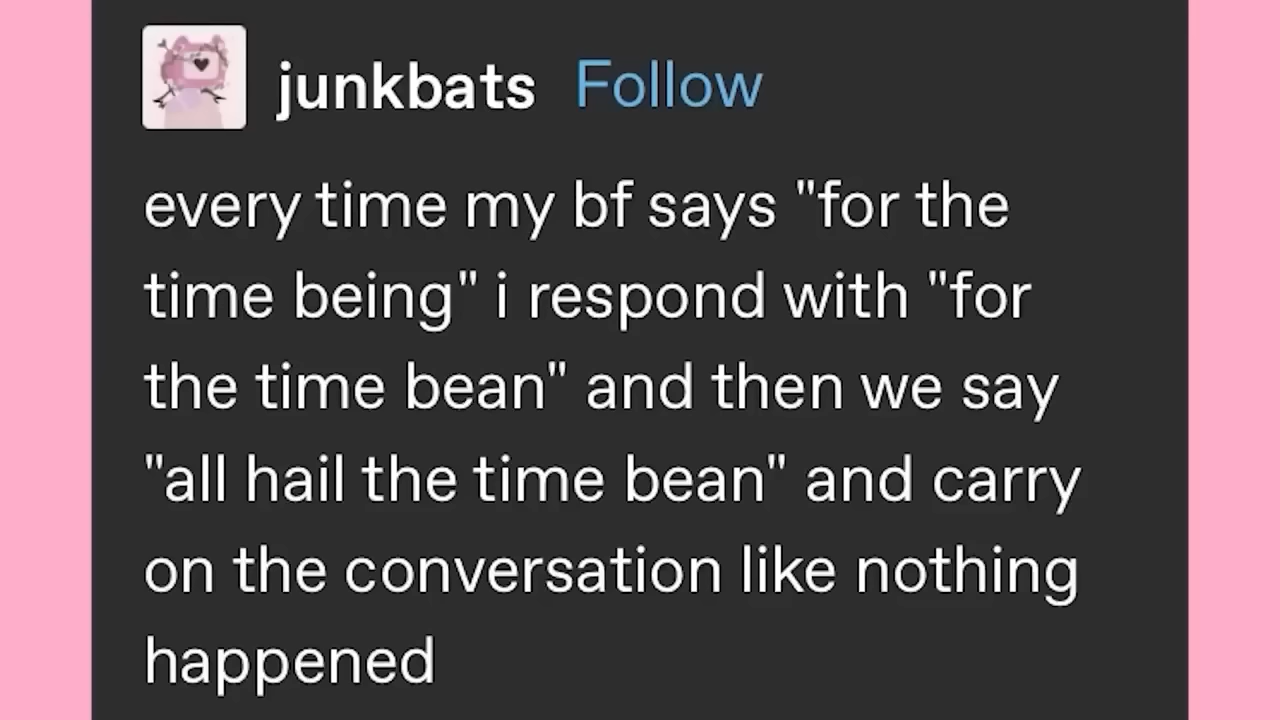 junkbats Follow
every time my bf says "for the
time being" i respond with "for
the time bean" and then we say
"all hail the time bean" and carry
on the conversation like nothing
happened